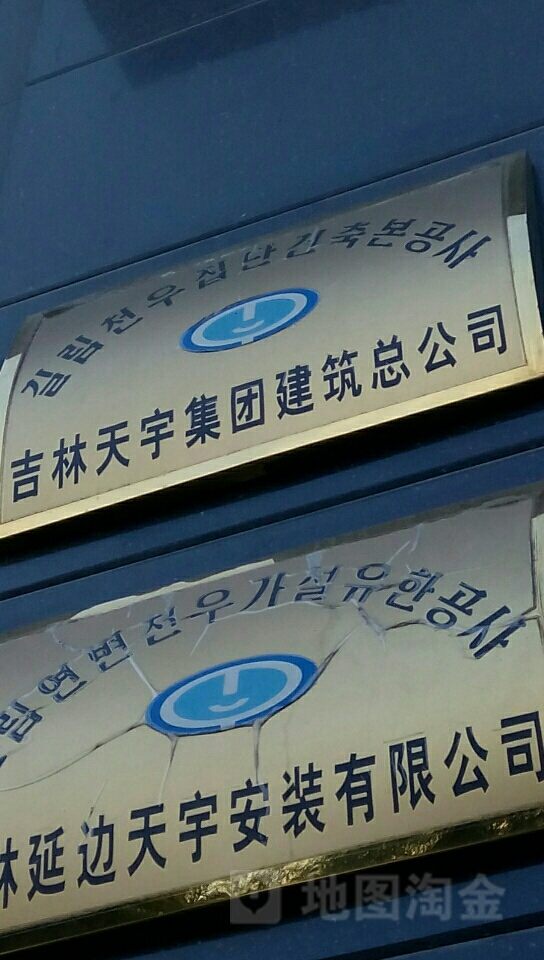 길림천우집단건축본공사
吉林天宇集团建筑总公司
림연변천우가설유한공사
林延边天宇安装有限公司
地图淘金